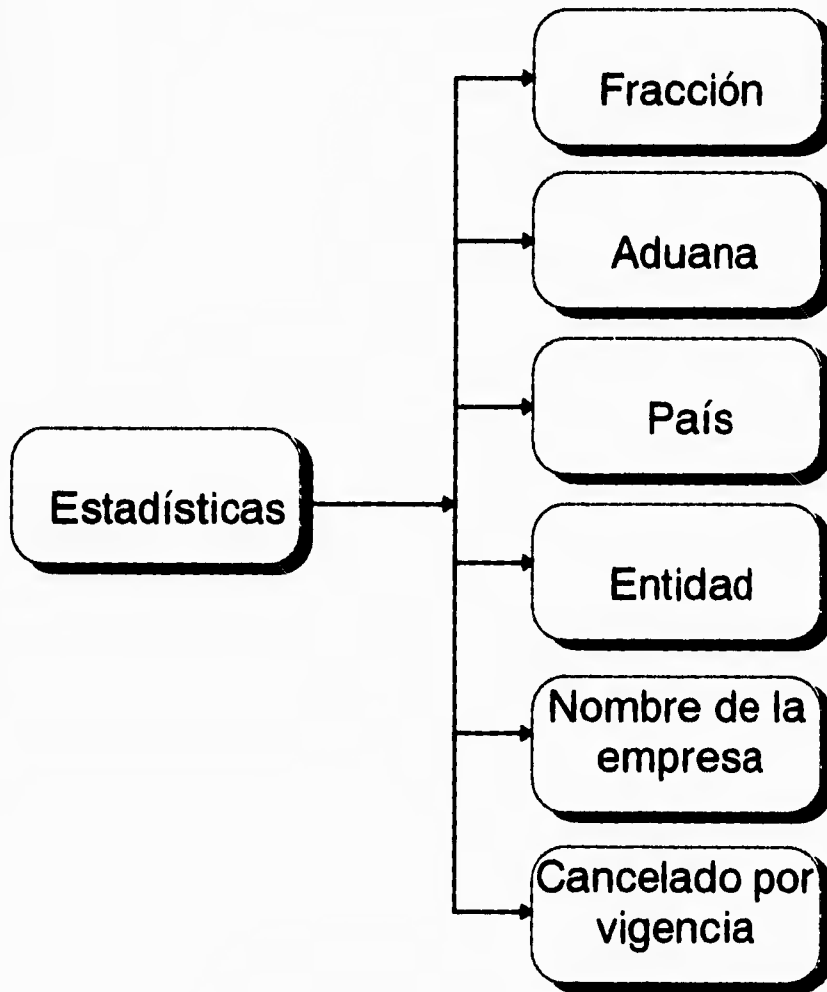 Fracción
Aduana
País
Estadísticas
Entidad
Nombre de la
empresa
Cancelado por
vigencia